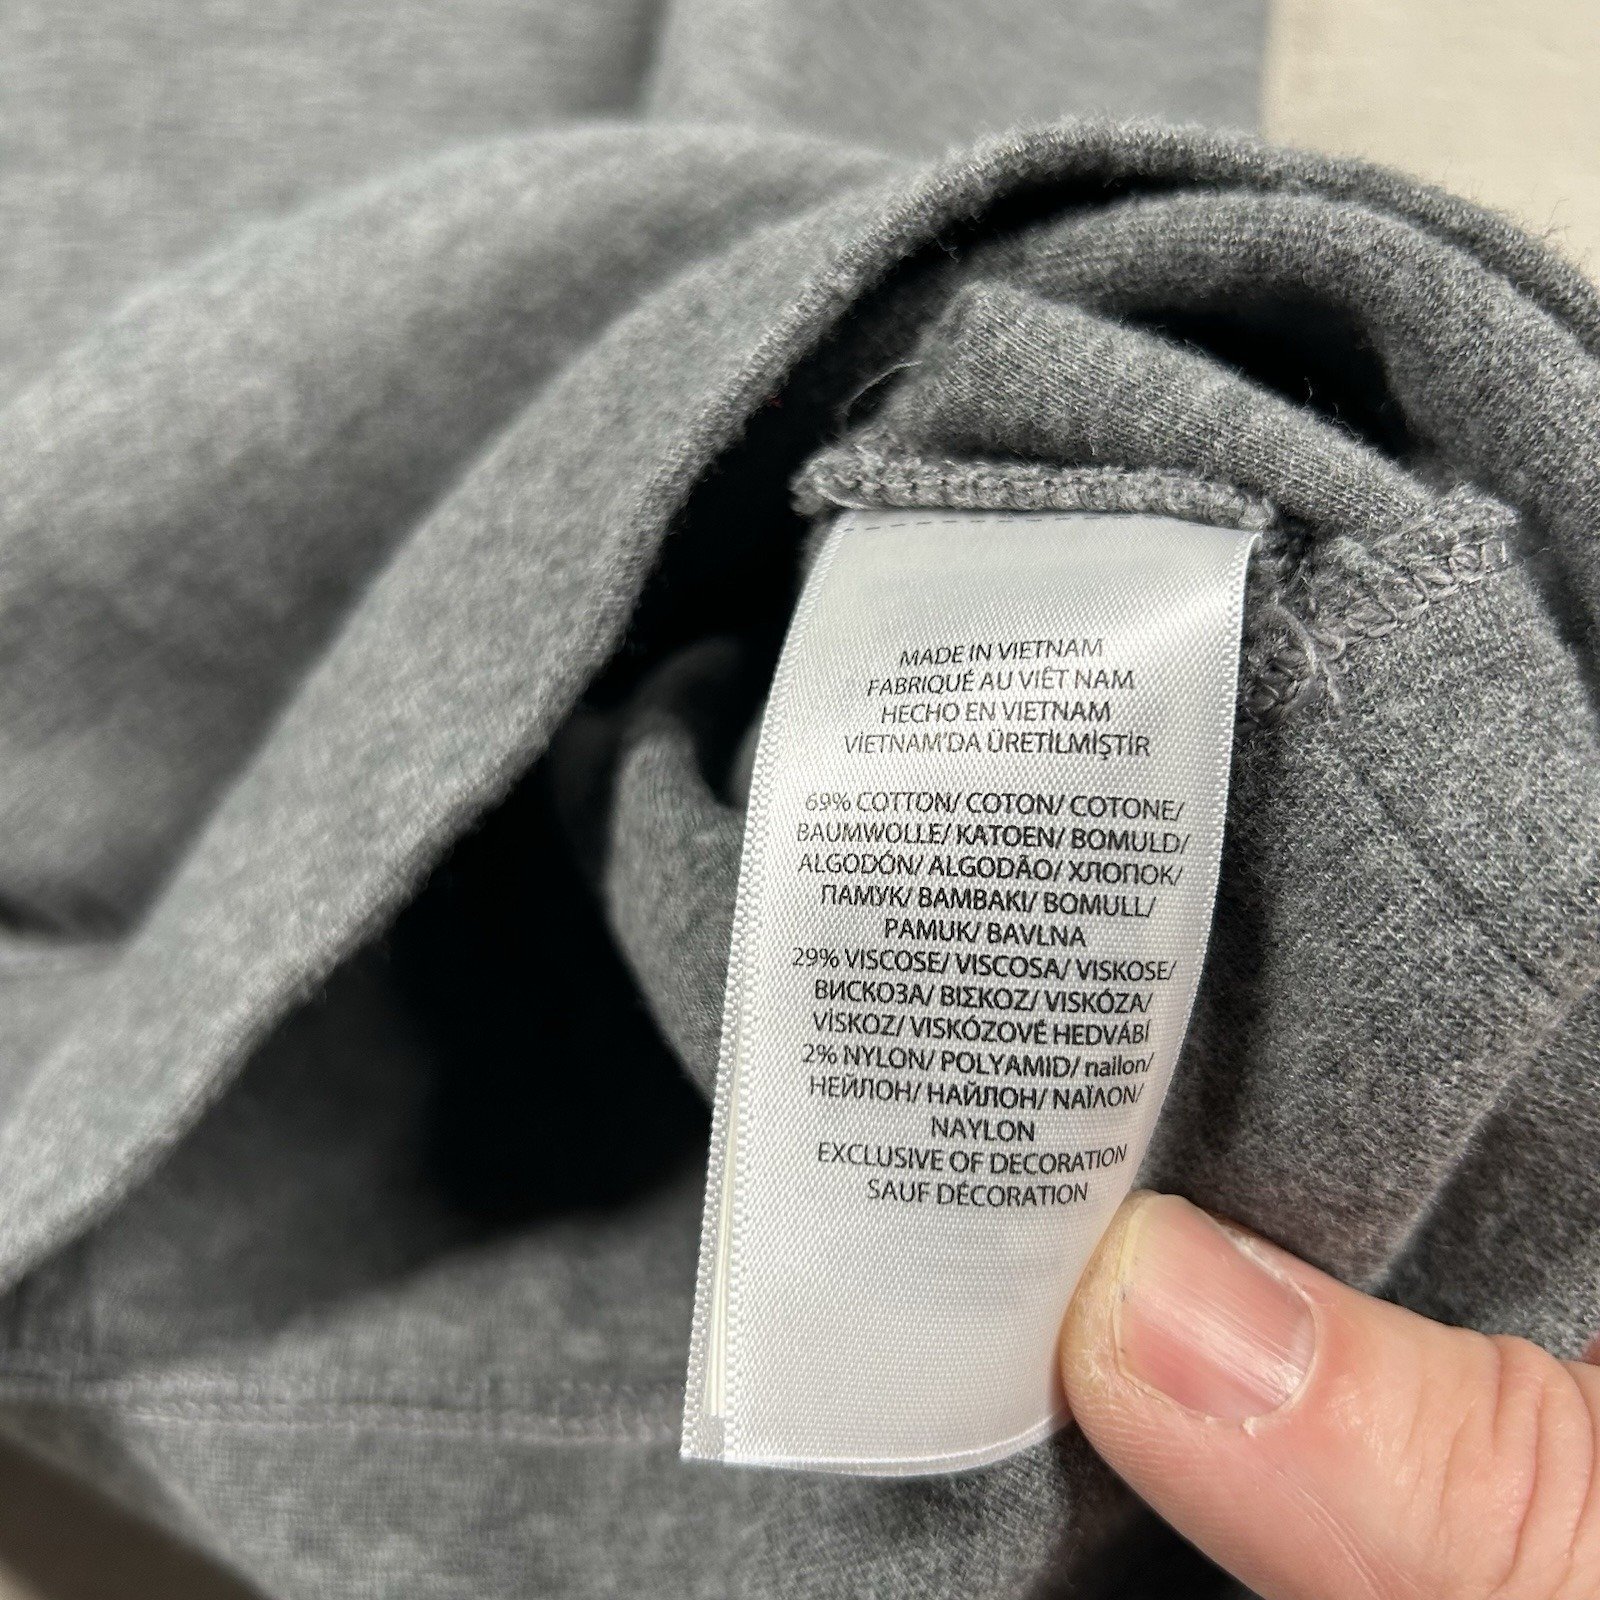 MADE IN VIETNAM
FABRIQUÉ AU VIÊT NAM
HECHO EN VIETNAM
VİETNAM'DA ÜRETİLMİŞTİR
69% COTTON/ COTON/ COTONE/
BAUMWOLLE/ KATOEN/ BOMULD/
ALGODÓN/ ALGODÃO/ ХЛОПОК/
ПАМУК/ ΒΑΜΒΑΚΙ/ BOMULL/
PAMUK/ BAVLNA
29% VISCOSE/ VISCOSA/ VISKOSE/
ВИСКОЗА/ ΒΙΣΚΟΖ/ VISKÓZA/
VİSKOZ/ VISKÓZOVÉ HEDVÁBÍ
2% NYLON/ POLYAMID/ nailon/
НЕЙЛОН/ НАЙЛОН/ ΝΑΪΛΟΝ/
NAYLON
EXCLUSIVE OF DECORATION
SAUF DÉCORATION